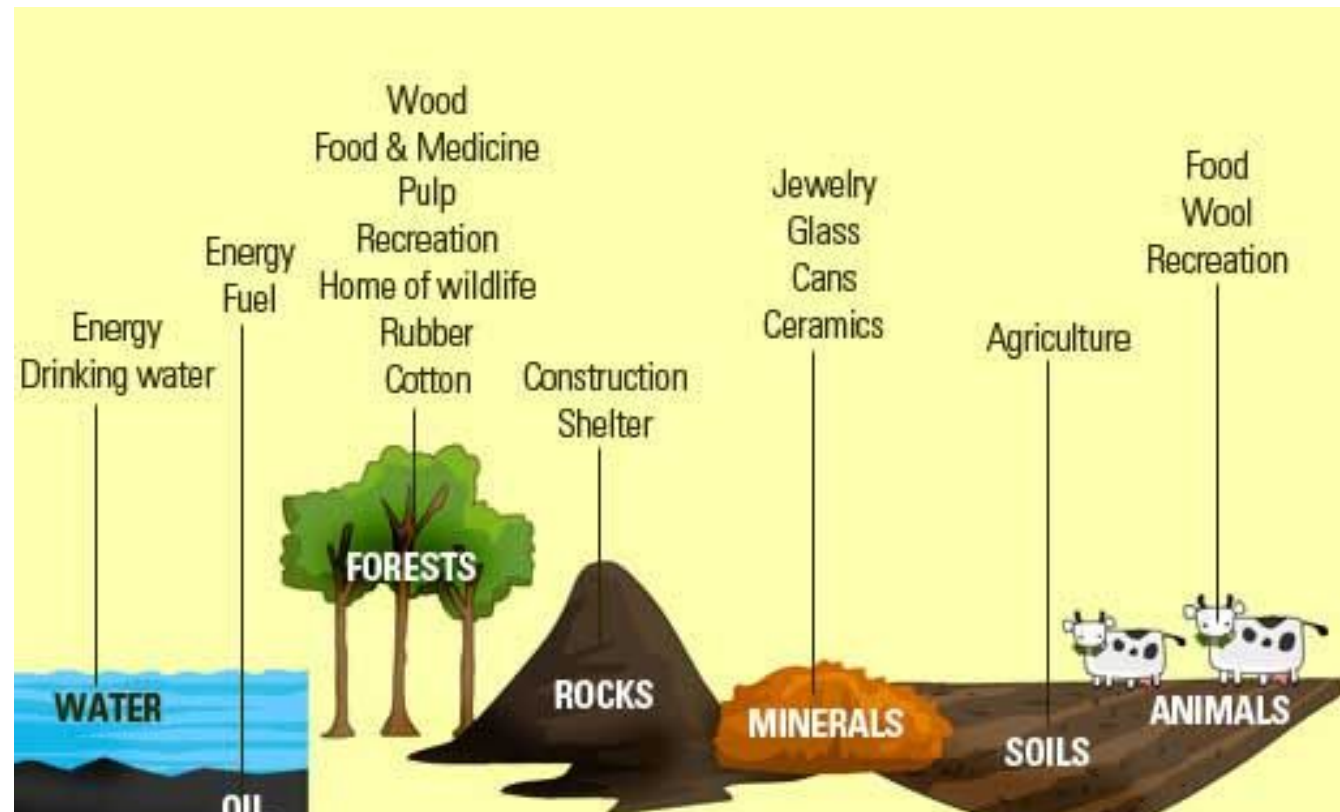 Energy
Drinking water
WATER
Energy
Fuel
OIL
Wood
Food & Medicine
Pulp
Recreation
Home of wildlife
Rubber
Cotton
FORESTS
Construction
Shelter
ROCKS
Jewelry
Glass
Cans
Ceramics
MINERALS
Agriculture
SOILS
Food
Wool
Recreation
ANIMALS